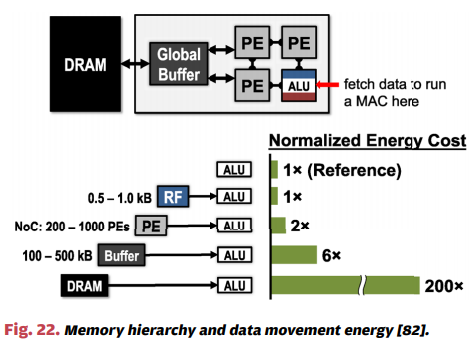 DRAM
Global
Buffer
PE
PE
PE
ALU
fetch data to run
a MAC here
Normalized Energy Cost
ALU
1× (Reference)
0.5 – 1.0 kB
RF
ALU
1×
NoC: 200 – 1000 PEs
PE
ALU
2×
100 – 500 kB
Buffer
ALU
6×
DRAM
ALU
200×
Fig. 22. Memory hierarchy and data movement energy [82].